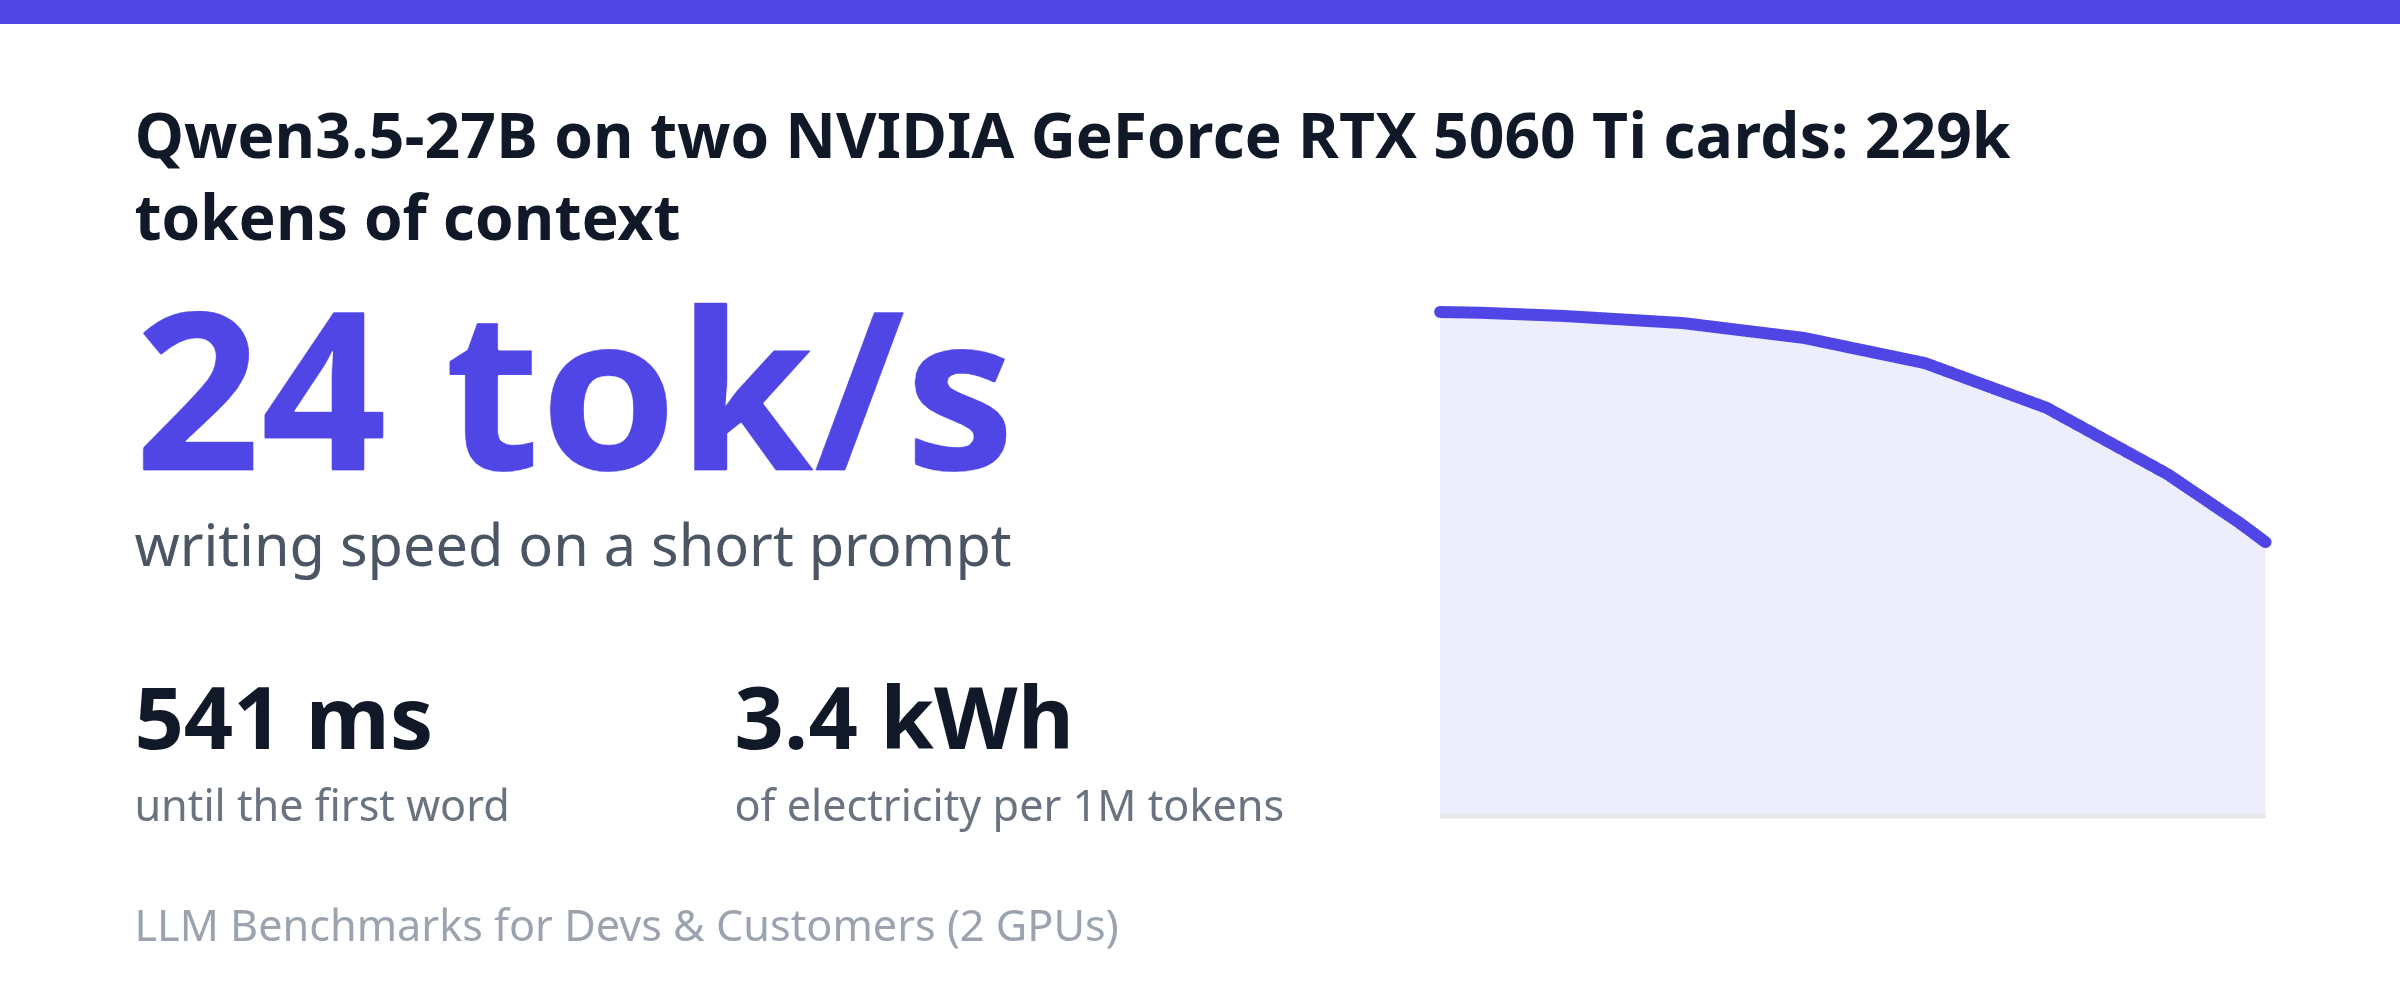 Qwen3.5-27B on two NVIDIA GeForce RTX 5060 Ti cards: 229k
tokens of context
24 tok/s
writing speed on a short prompt
541 ms
until the first word
3.4 kWh
of electricity per 1M tokens
LLM Benchmarks for Devs & Customers (2 GPUs)